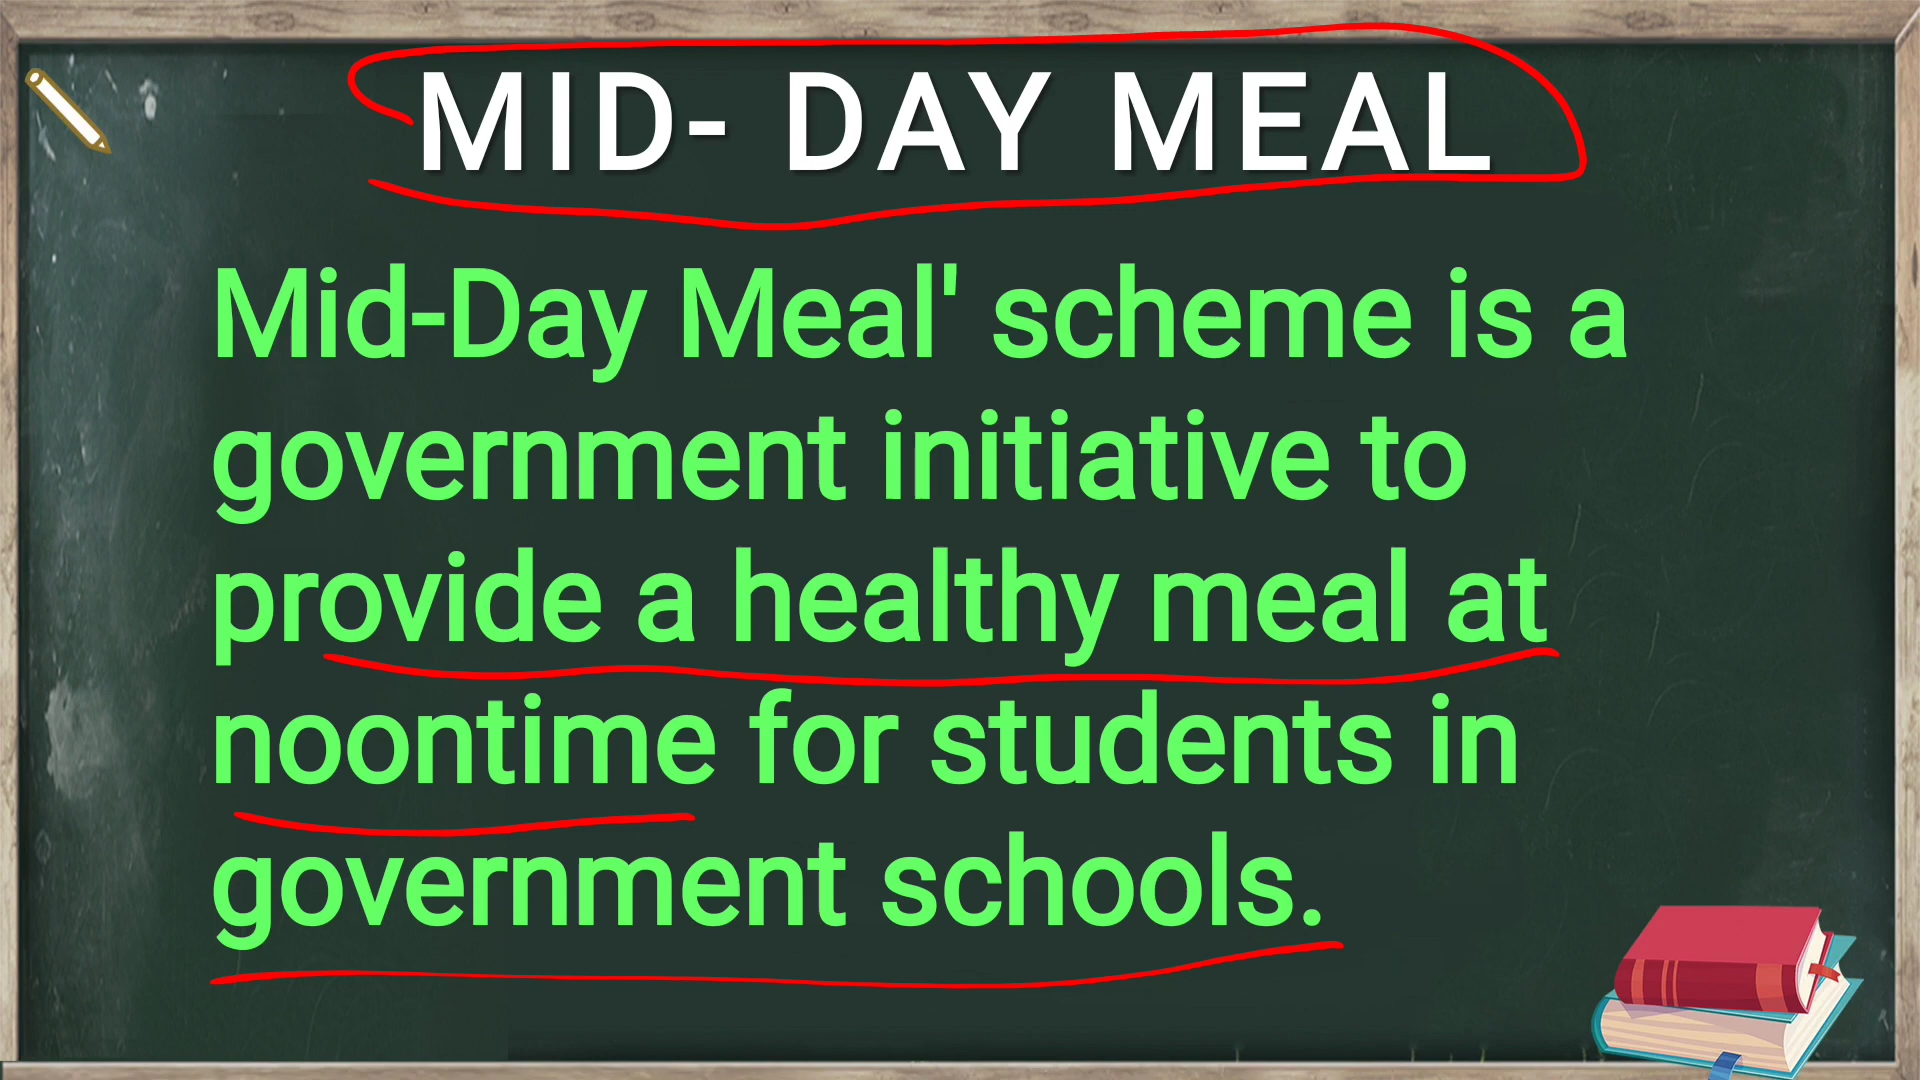 MID- DAY MEAL
Mid-Day Meal' scheme is a
government initiative to
provide a healthy meal at
noontime for students in
government schools.